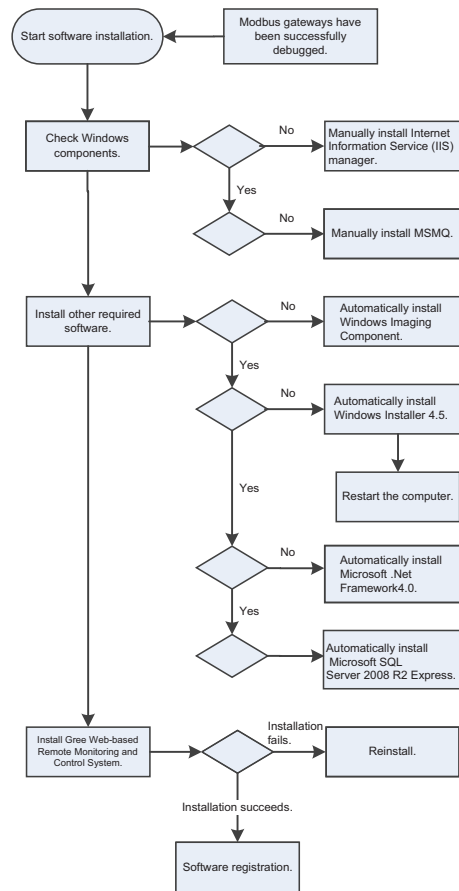 Start software installation.
Modbus gateways have
been successfully
debugged.
Check Windows
components.
No
Manually install Internet
Information Service (IIS)
manager.
Yes
No
Manually install MSMQ.
Install other required
software.
No
Automatically install
Windows Imaging
Component.
Yes
No
Automatically install
Windows Installer 4.5.
Restart the computer.
Yes
No
Automatically install
Microsoft .Net
Framework4.0.
Yes
Automatically install
Microsoft SQL
Server 2008 R2 Express.
Install Gree Web-based
Remote Monitoring and
Control System.
Installation
fails.
Reinstall.
Installation succeeds.
Software registration.